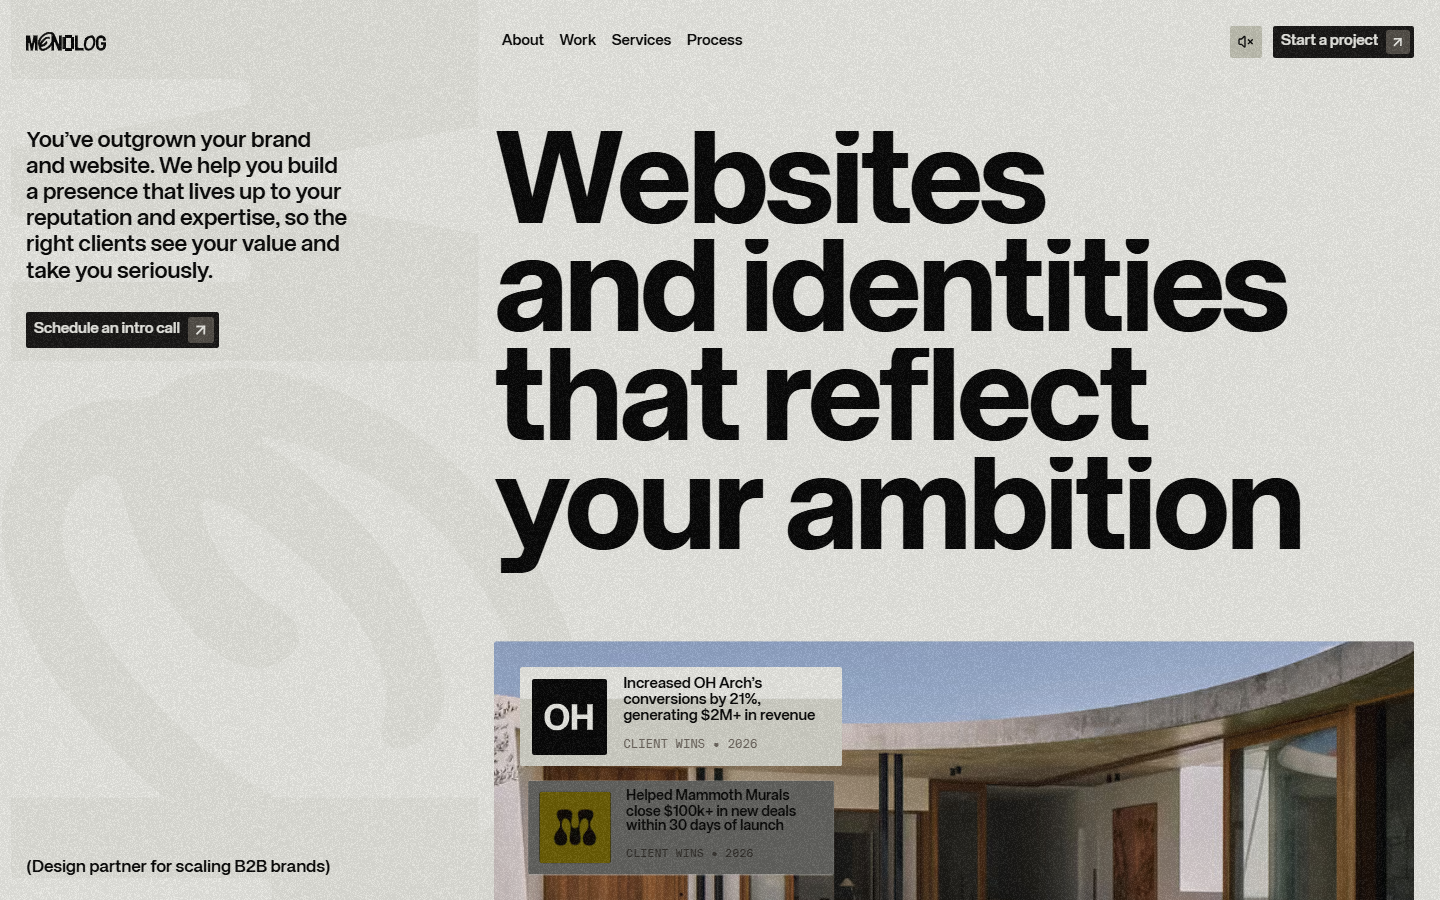 MONOLOG
About Work Services Process
Start a project
You've outgrown your brand
and website. We help you build
a presence that lives up to your
reputation and expertise, so the
right clients see your value and
take you seriously.
Schedule an intro call
(Design partner for scaling B2B brands)
Websites
and identities
that reflect
your ambition
OH
Increased OH Arch's
conversions by 21%,
generating $2M+ in revenue
CLIENT WINS • 2026
Helped Mammoth Murals
close $100k+ in new deals
within 30 days of launch
CLIENT WINS • 2026